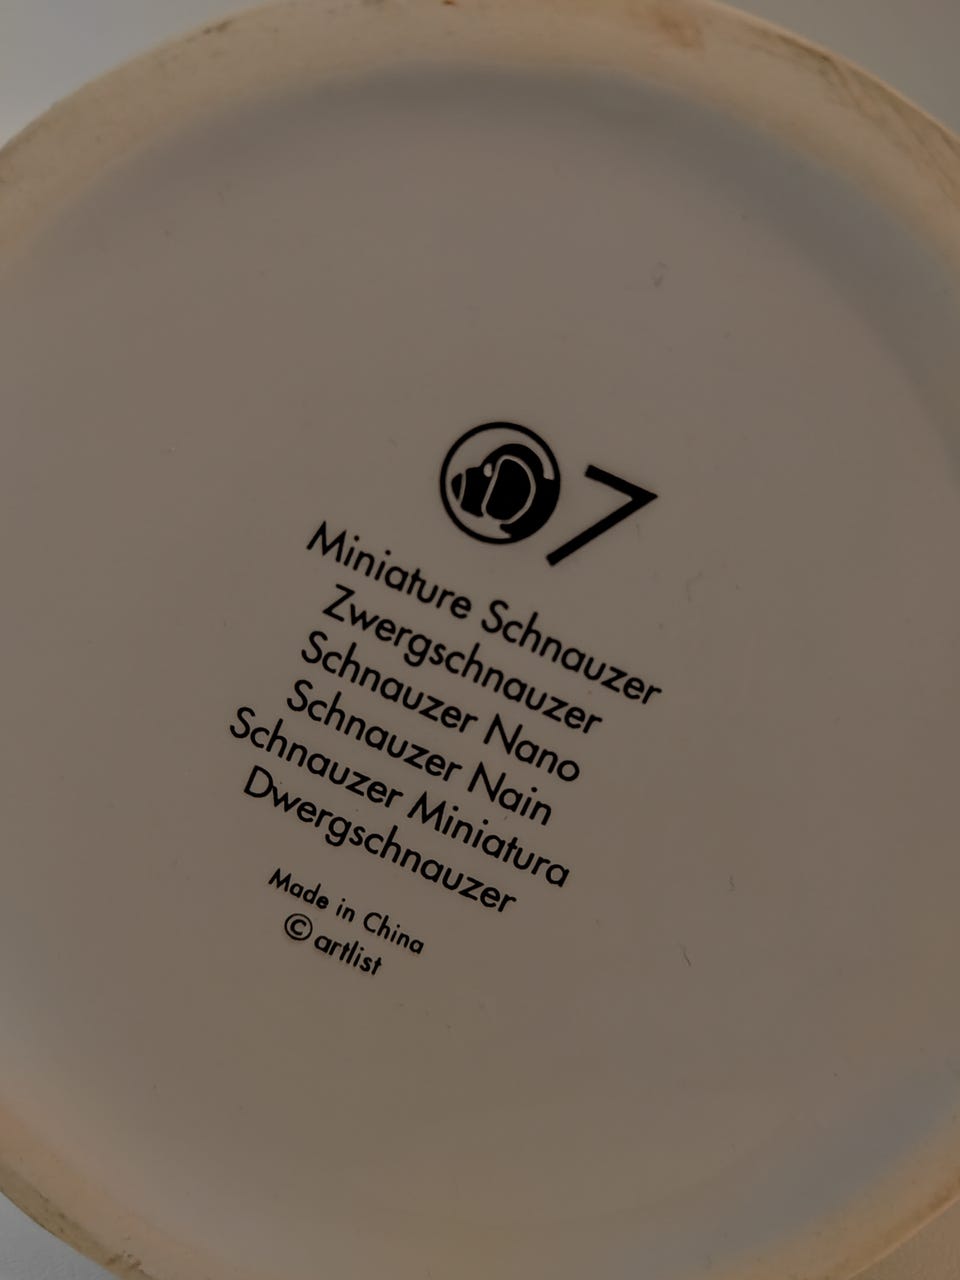 7
Miniature Schnauzer
Zwergschnauzer
Schnauzer Nano
Schnauzer Nain
Schnauzer Miniatura
Dwergschnauzer
Made in China
© artlist